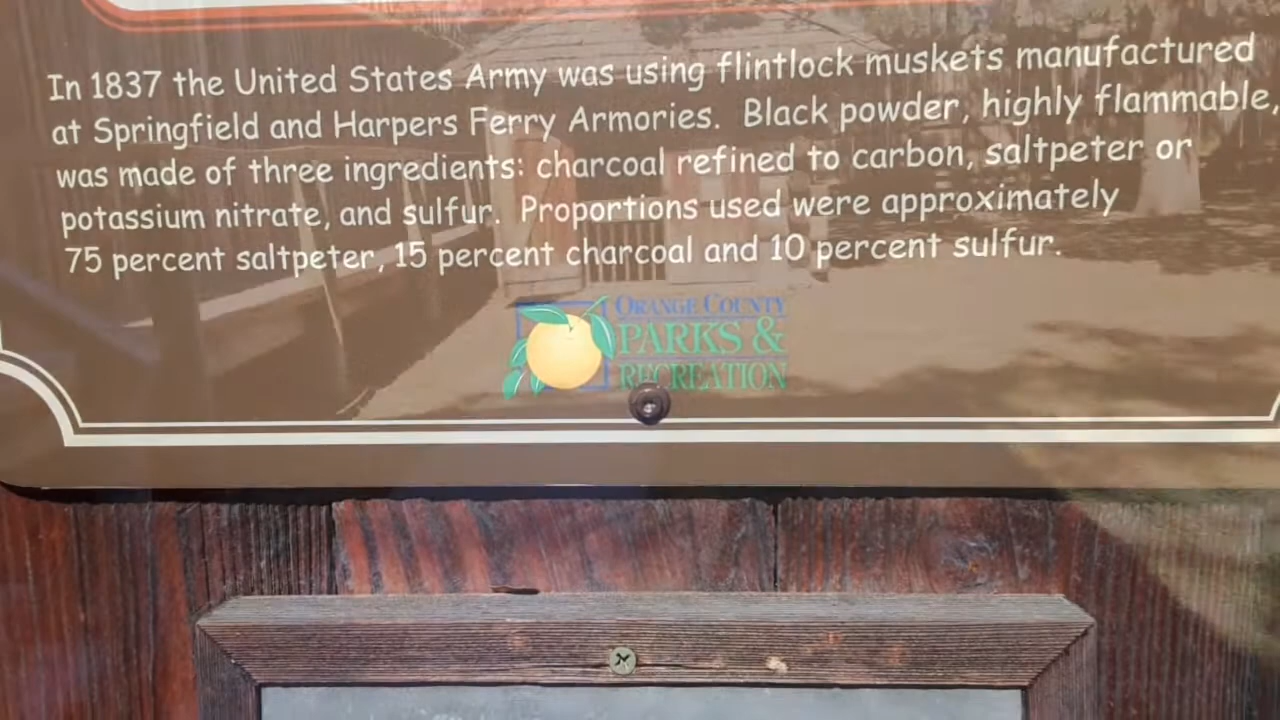 In 1837 the United States Army was using flintlock muskets manufactured
at Springfield and Harpers Ferry Armories. Black powder, highly flammable,
was made of three ingredients: charcoal refined to carbon, saltpeter or
potassium nitrate, and sulfur. Proportions used were approximately
75 percent saltpeter, 15 percent charcoal and 10 percent sulfur.
ORANGE COUNTY
PARKS &
RECREATION